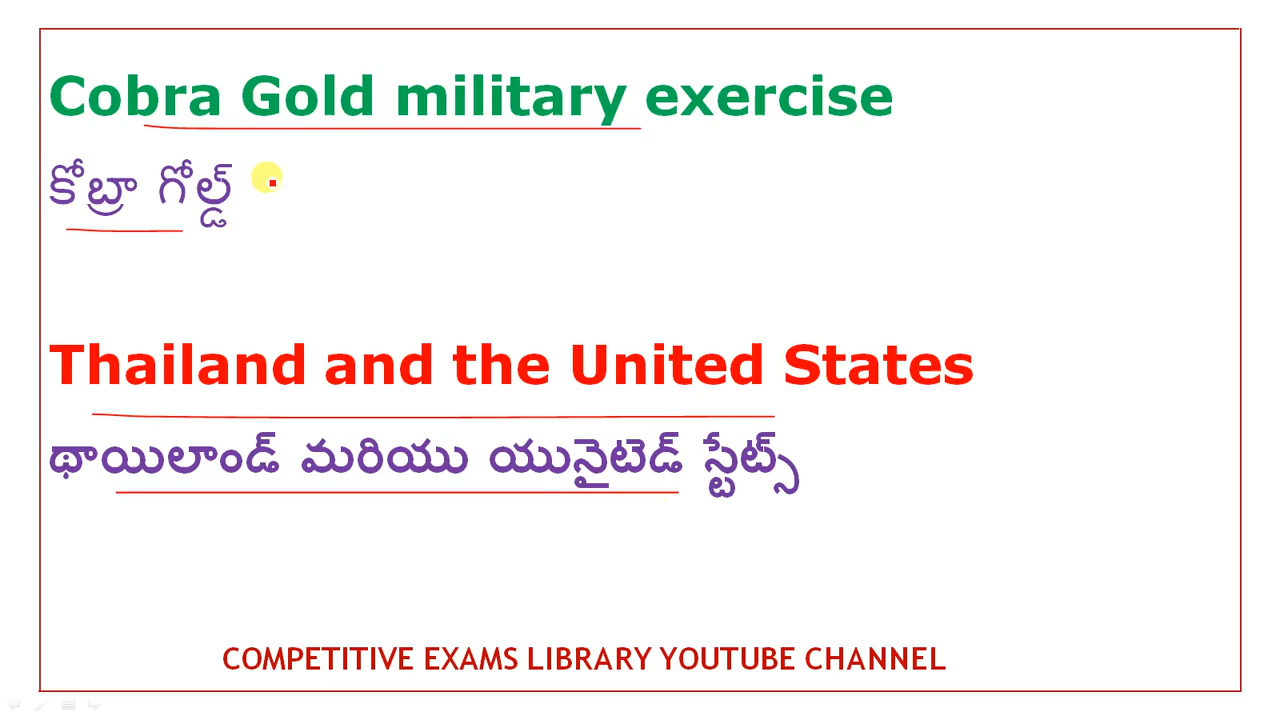 Cobra Gold military exercise
కోబ్రా గోల్డ్
Thailand and the United States
థాయిలాండ్ మరియు యునైటెడ్ స్టేట్స్
COMPETITIVE EXAMS LIBRARY YOUTUBE CHANNEL